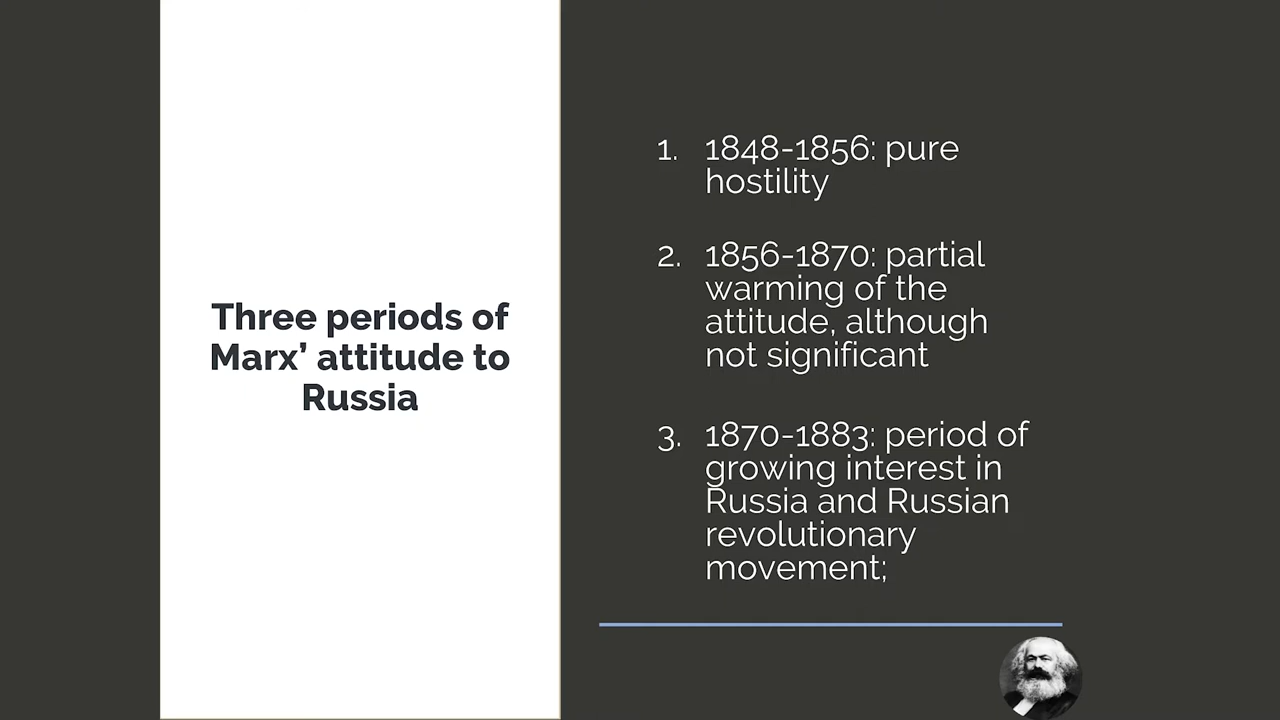 Three periods of
Marx’ attitude to
Russia
1. 1848-1856: pure
hostility
2. 1856-1870: partial
warming of the
attitude, although
not significant
3. 1870-1883: period of
growing interest in
Russia and Russian
revolutionary
movement;